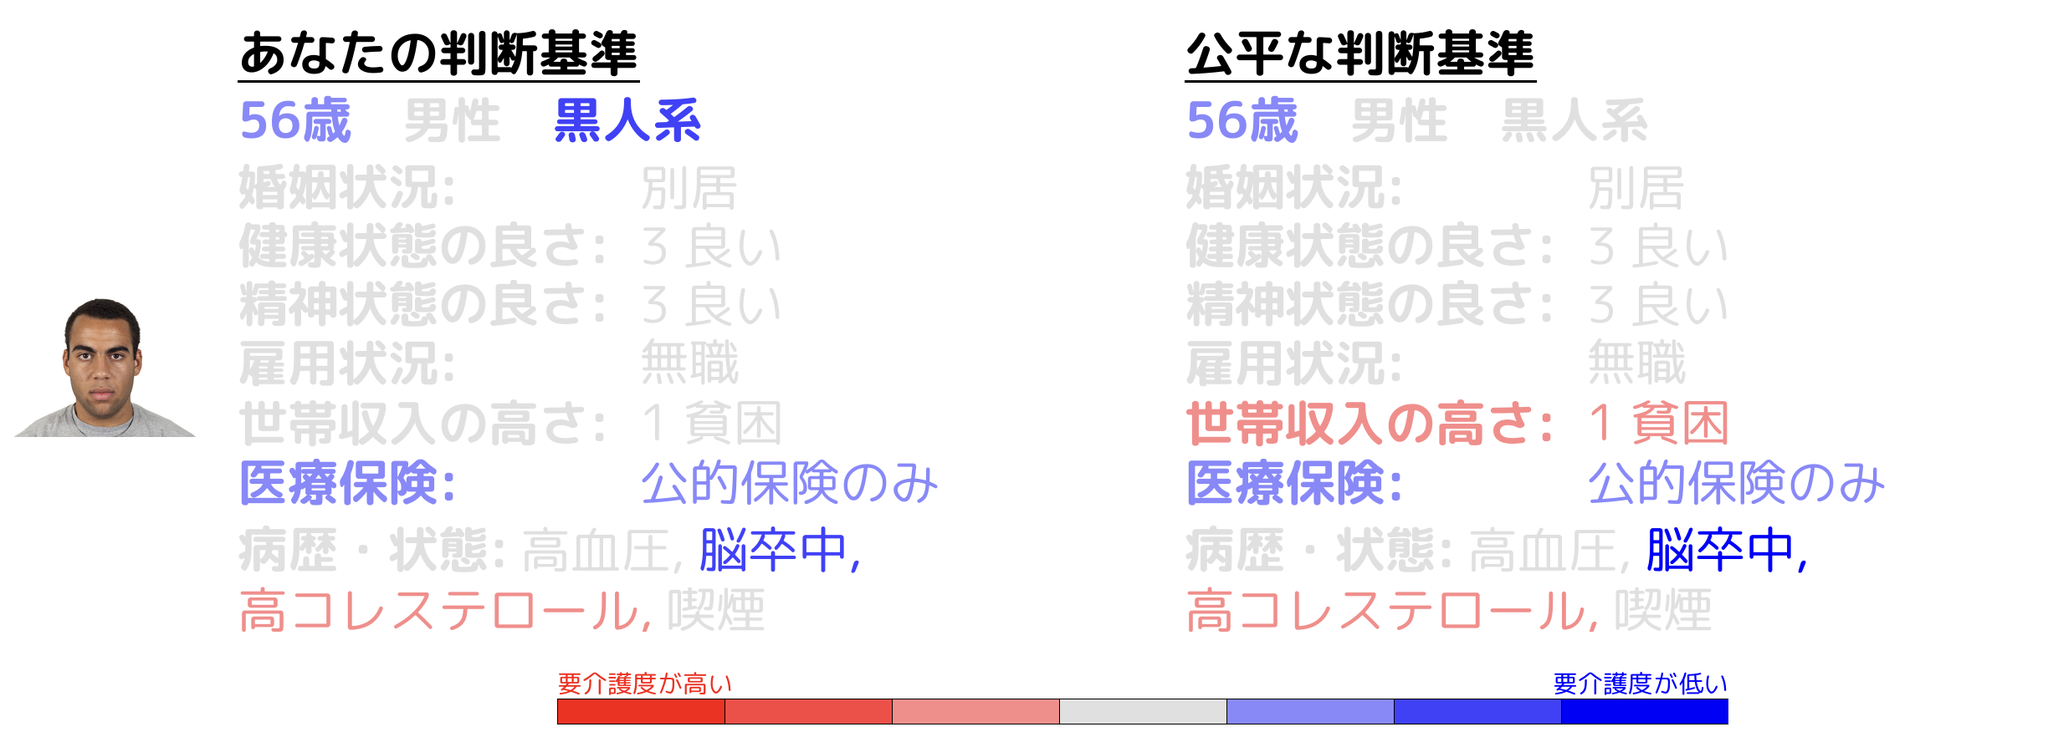 あなたの判断基準
56歳 男性 黒人系
婚姻状況: 別居
健康状態の良さ: 3 良い
精神状態の良さ: 3 良い
雇用状況: 無職
世帯収入の高さ: 1 貧困
医療保険: 公的保険のみ
病歴・状態: 高血圧, 脳卒中,
高コレステロール, 喫煙
公平な判断基準
56歳 男性 黒人系
婚姻状況: 別居
健康状態の良さ: 3 良い
精神状態の良さ: 3 良い
雇用状況: 無職
世帯収入の高さ: 1 貧困
医療保険: 公的保険のみ
病歴・状態: 高血圧, 脳卒中,
高コレステロール, 喫煙
要介護度が高い
要介護度が低い